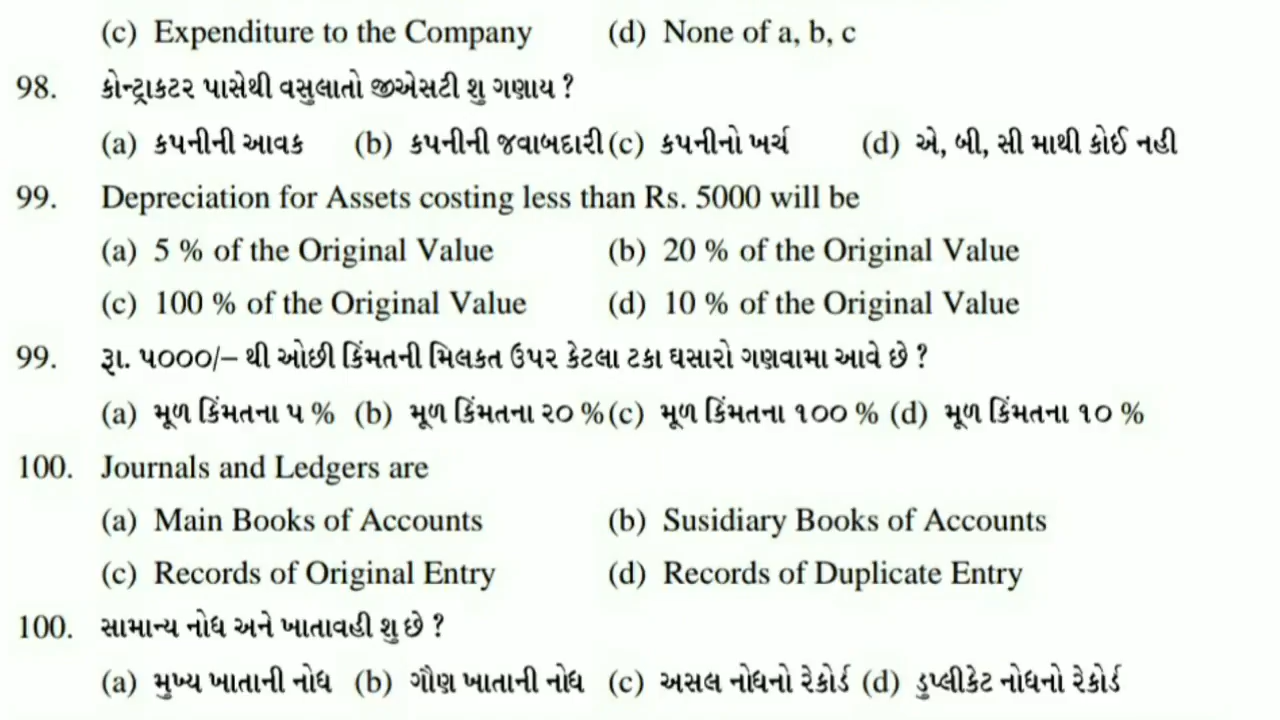 (c) Expenditure to the Company (d) None of a, b, c
98. કોન્ટ્રાકટર પાસેથી વસુલાતો જીએસટી શુ ગણાય ?
(a) કપનીની આવક (b) કપનીની જવાબદારી (c) કપનીનો ખર્ચ (d) એ, બી, સી માથી કોઈ નહી
99. Depreciation for Assets costing less than Rs. 5000 will be
(a) 5 % of the Original Value (b) 20 % of the Original Value
(c) 100 % of the Original Value (d) 10 % of the Original Value
99. રૂા. ૫૦૦૦/– થી ઓછી કિંમતની મિલકત ઉપર કેટલા ટકા ઘસારો ગણવામા આવે છે ?
(a) મૂળ કિંમતના ૫ % (b) મૂળ કિંમતના ૨૦ % (c) મૂળ કિંમતના ૧૦૦ % (d) મૂળ કિંમતના ૧૦ %
100. Journals and Ledgers are
(a) Main Books of Accounts (b) Susidiary Books of Accounts
(c) Records of Original Entry (d) Records of Duplicate Entry
100. સામાન્ય નોધ અને ખાતાવહી શુ છે ?
(a) મુખ્ય ખાતાની નોધ (b) ગૌણ ખાતાની નોધ (c) અસલ નોધનો રેકોર્ડ (d) ડુપ્લીકેટ નોધનો રેકોર્ડ